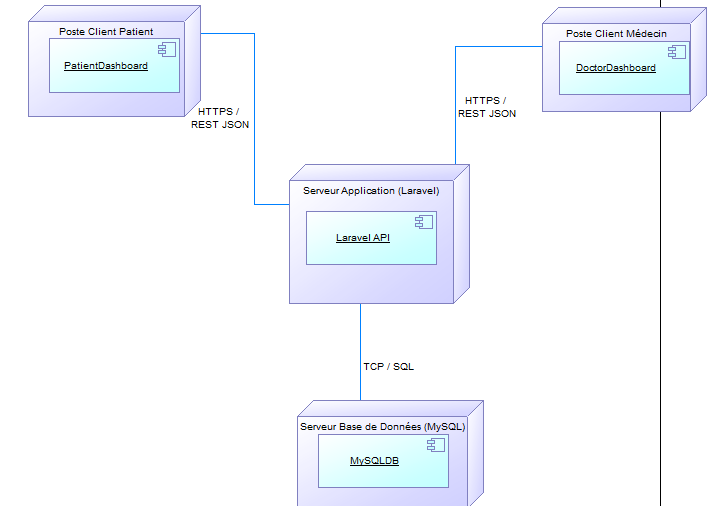 Poste Client Patient
PatientDashboard
Poste Client Médecin
DoctorDashboard
HTTPS /
REST JSON
HTTPS /
REST JSON
Serveur Application (Laravel)
Laravel API
TCP / SQL
Serveur Base de Données (MySQL)
MySQLDB